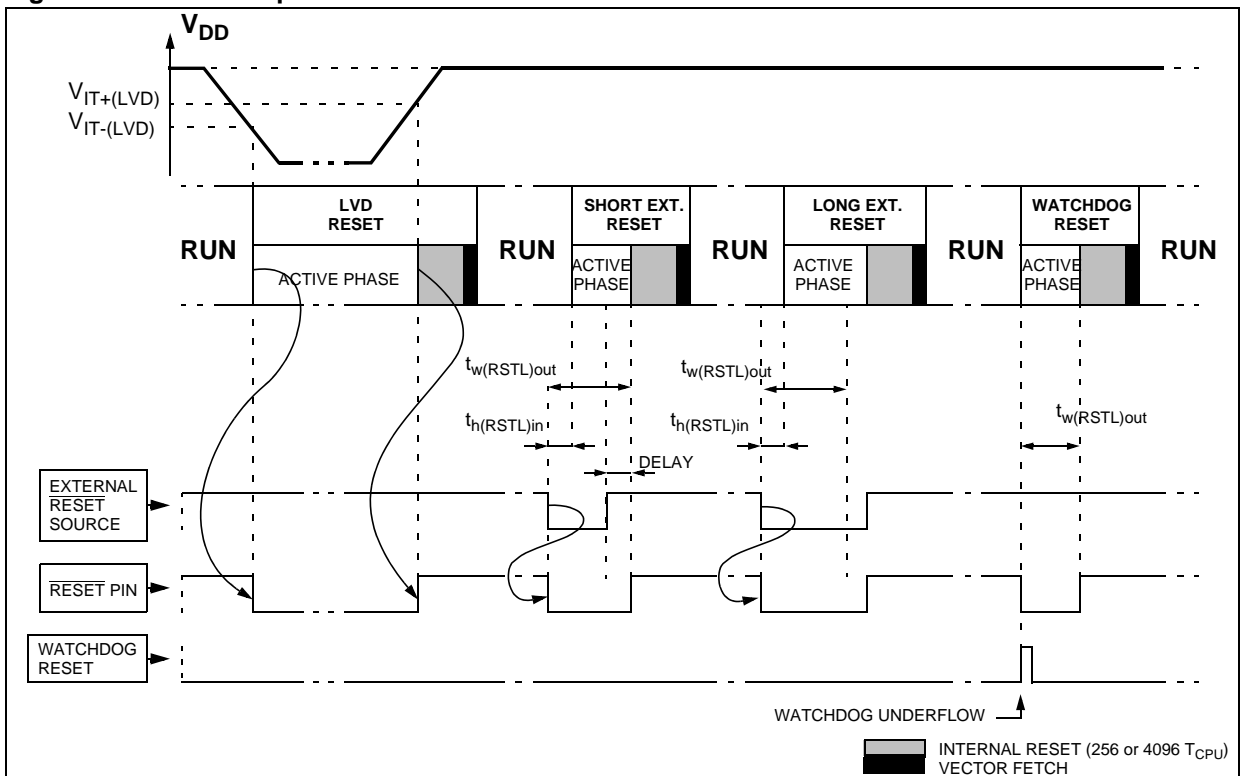 VDD
VIT+(LVD)
VIT-(LVD)
LVD
RESET
SHORT EXT.
RESET
LONG EXT.
RESET
WATCHDOG
RESET
RUN
RUN
RUN
RUN
RUN
ACTIVE PHASE
ACTIVE
PHASE
ACTIVE
PHASE
ACTIVE
PHASE
tw(RSTL)out
tw(RSTL)out
tw(RSTL)out
th(RSTL)in
th(RSTL)in
DELAY
EXTERNAL
RESET
SOURCE
RESET PIN
WATCHDOG
RESET
WATCHDOG UNDERFLOW
INTERNAL RESET (256 or 4096 TCPU)
VECTOR FETCH